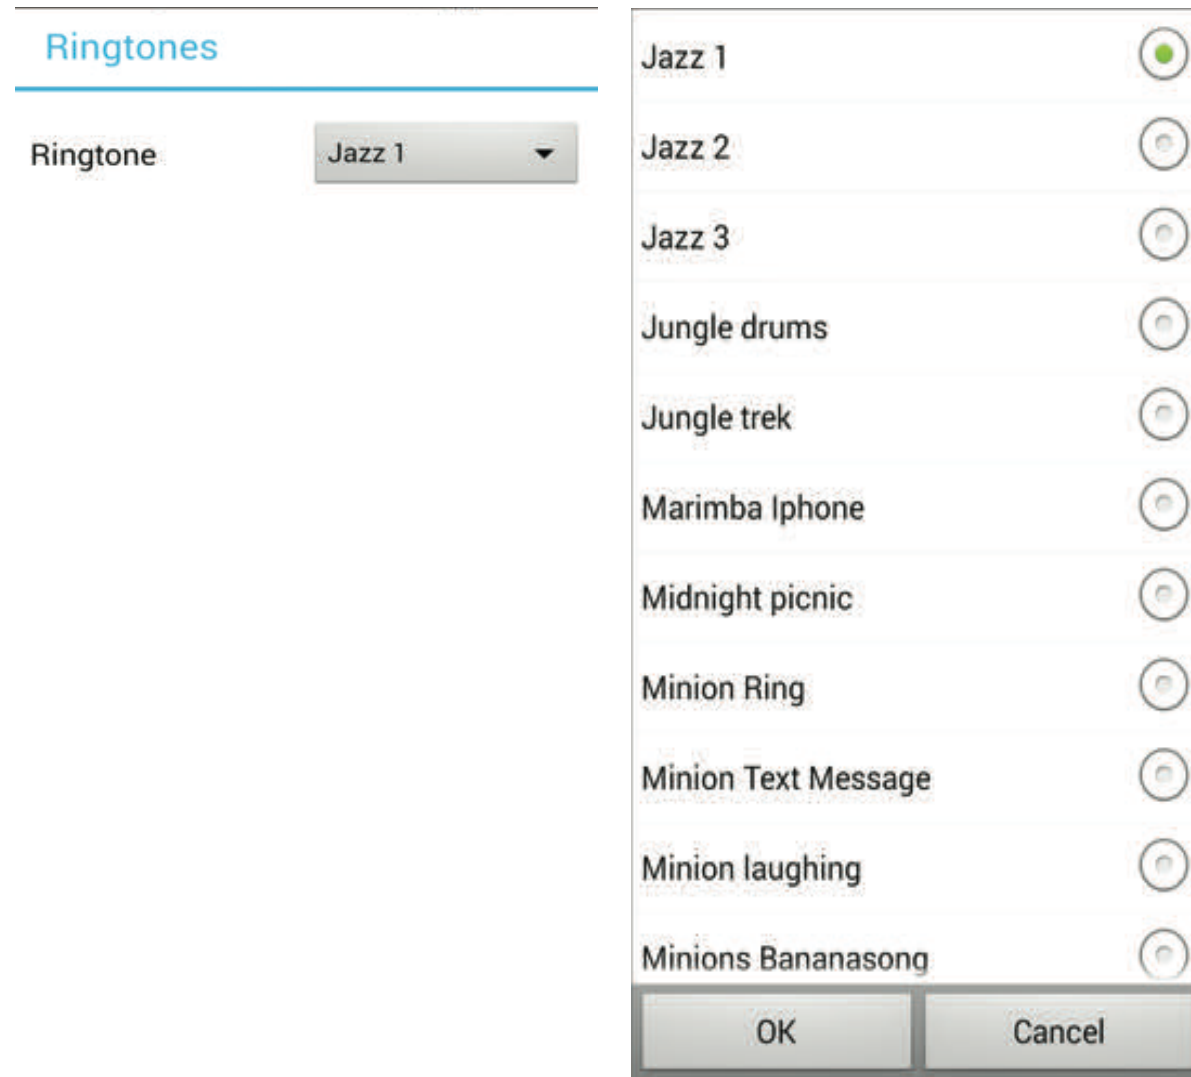 Ringtones
Ringtone
Jazz 1
Jazz 1
Jazz 2
Jazz 3
Jungle drums
Jungle trek
Marimba Iphone
Midnight picnic
Minion Ring
Minion Text Message
Minion laughing
Minions Bananasong
OK
Cancel